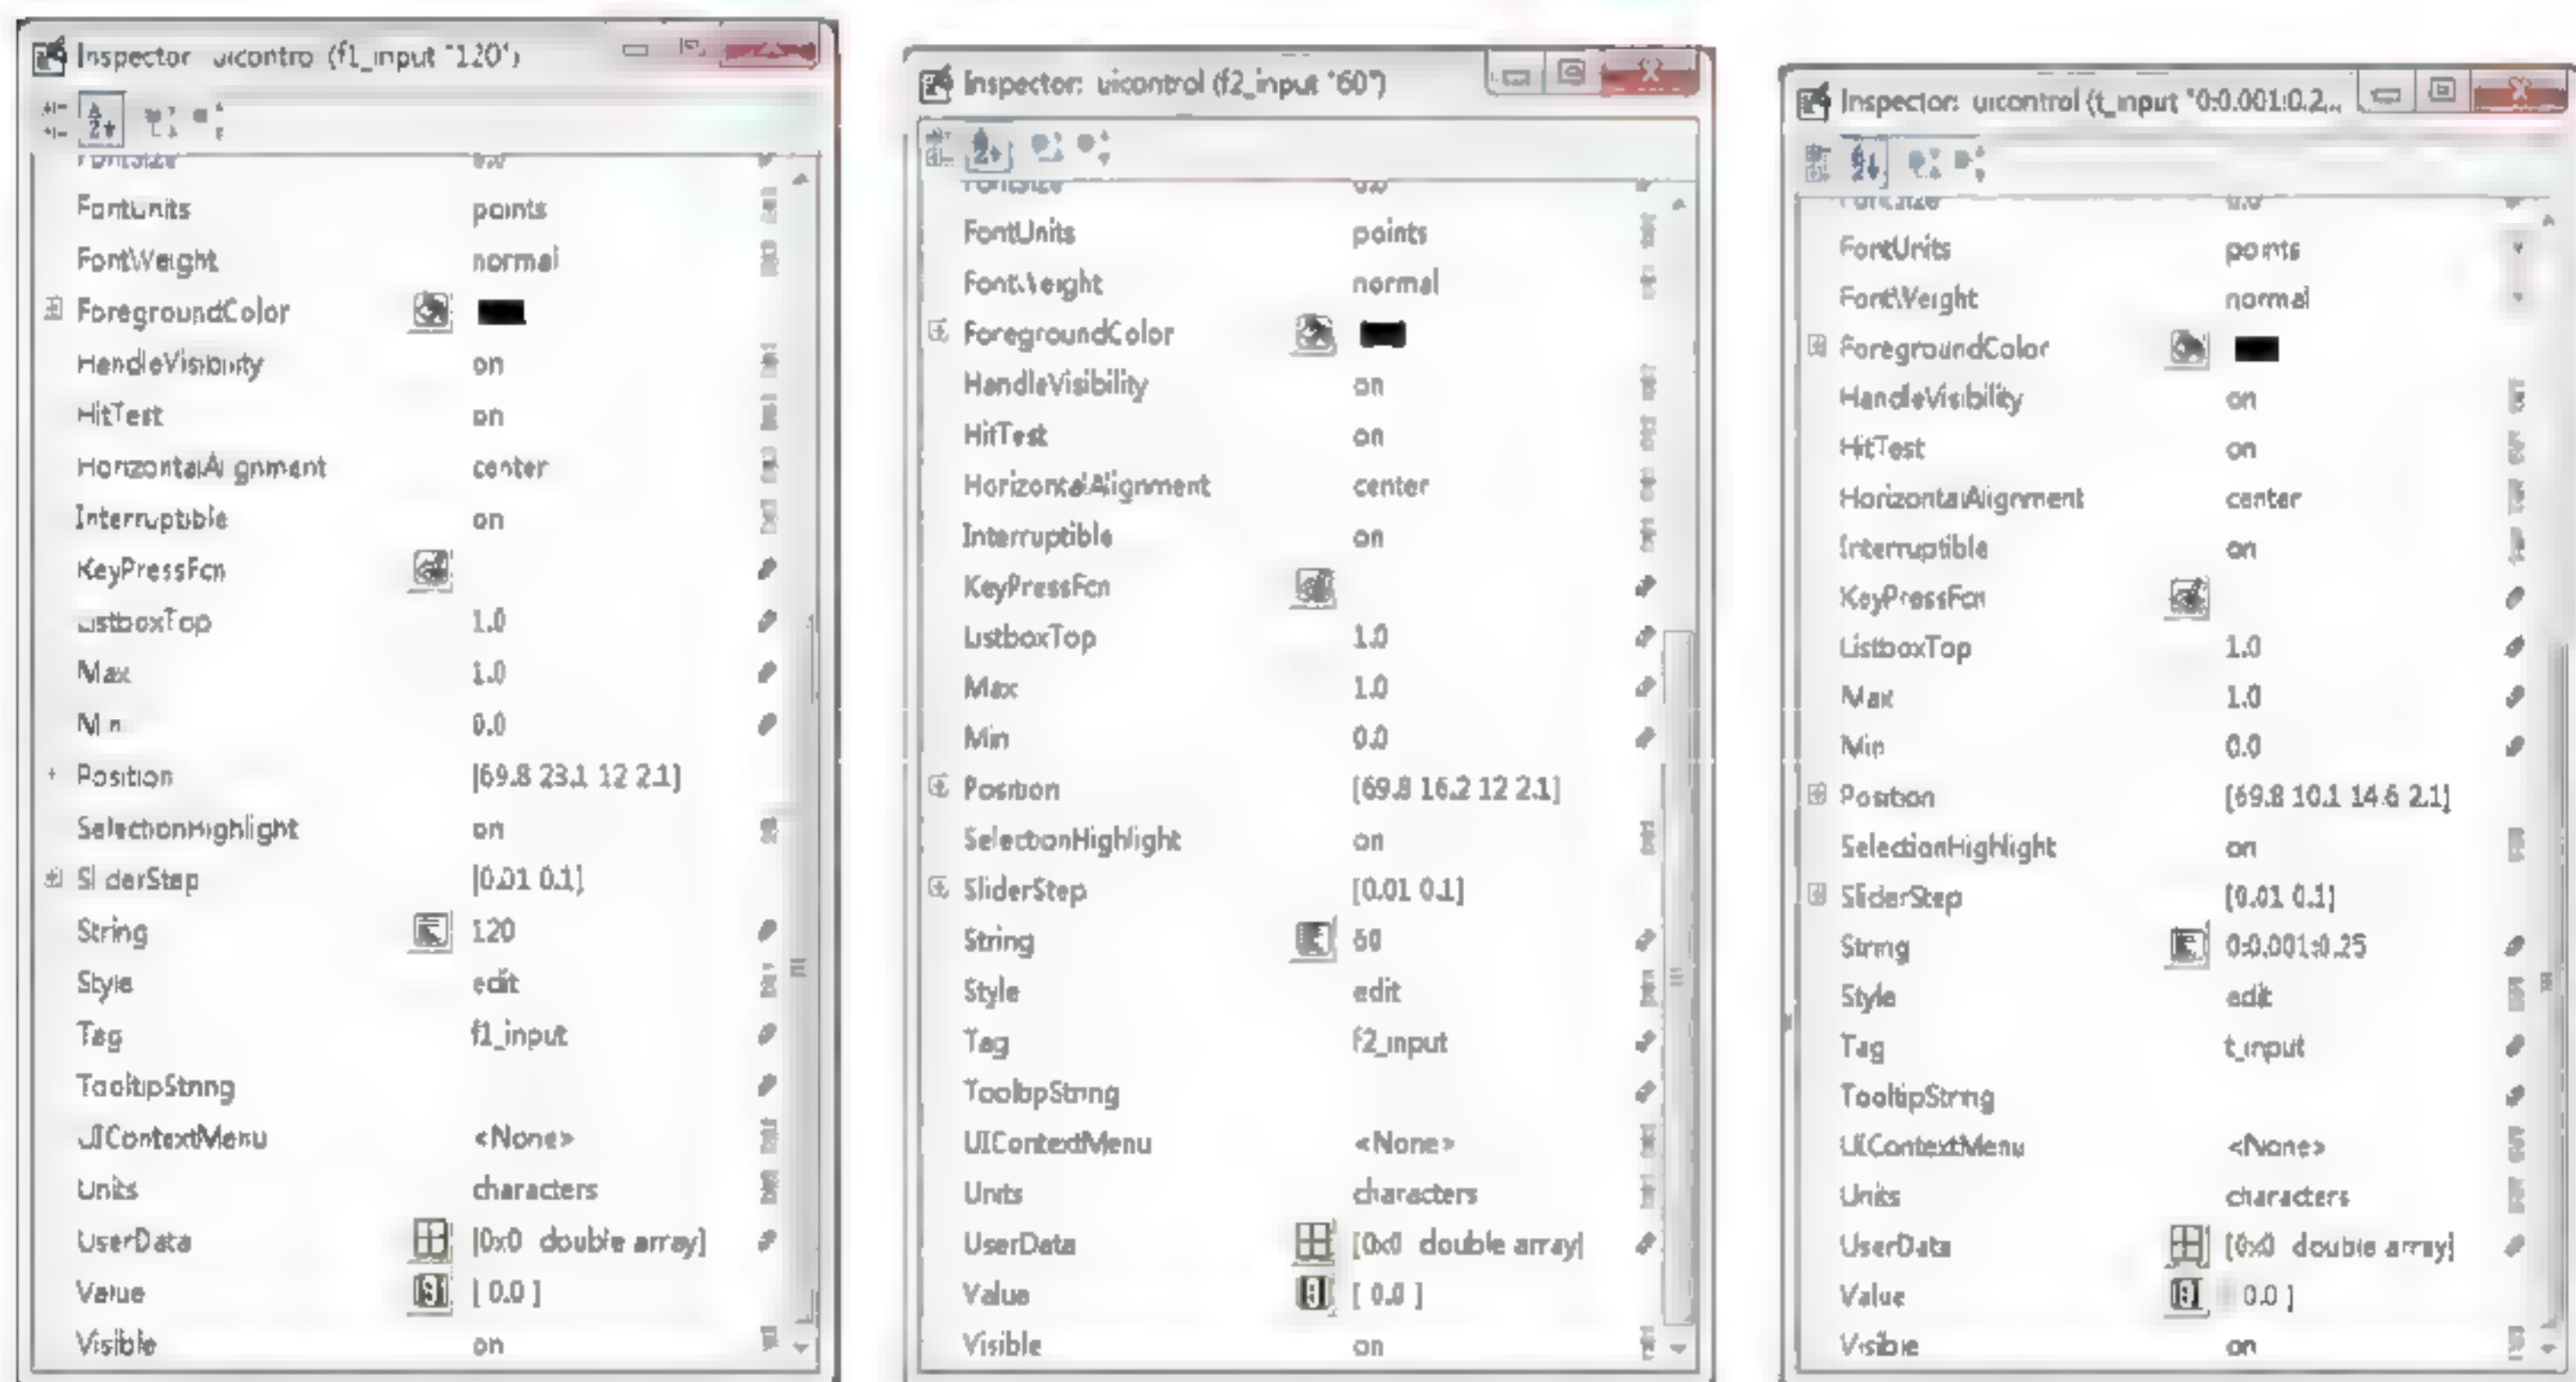 Inspector: uicontrol (f1_input "120")
FontSize
FontUnits points
FontWeight normal
ForegroundColor
HandleVisibility on
HitTest on
HorizontalAlignment center
Interruptible on
KeyPressFcn
ListboxTop 1.0
Max 1.0
Min 0.0
Position [69.8 23.1 12 2.1]
SelectionHighlight on
SliderStep [0.01 0.1]
String 120
Style edit
Tag f1_input
TooltipString
UIContextMenu <None>
Units characters
UserData [0x0 double array]
Value [ 0.0 ]
Visible on
Inspector: uicontrol (f2_input "60")
FontSize
FontUnits points
FontWeight normal
ForegroundColor
HandleVisibility on
HitTest on
HorizontalAlignment center
Interruptible on
KeyPressFcn
ListboxTop 1.0
Max 1.0
Min 0.0
Position [69.8 16.2 12 2.1]
SelectionHighlight on
SliderStep [0.01 0.1]
String 60
Style edit
Tag f2_input
TooltipString
UIContextMenu <None>
Units characters
UserData [0x0 double array]
Value [ 0.0 ]
Visible on
Inspector: uicontrol (t_input "0:0.001:0.2...
FontSize
FontUnits points
FontWeight normal
ForegroundColor
HandleVisibility on
HitTest on
HorizontalAlignment center
Interruptible on
KeyPressFcn
ListboxTop 1.0
Max 1.0
Min 0.0
Position [69.8 10.1 14.6 2.1]
SelectionHighlight on
SliderStep [0.01 0.1]
String 0:0.001:0.25
Style edit
Tag t_input
TooltipString
UIContextMenu <None>
Units characters
UserData [0x0 double array]
Value [ 0.0 ]
Visible on